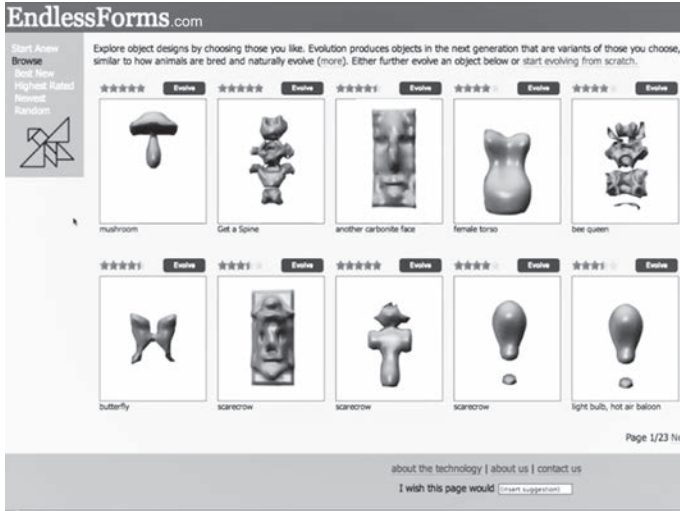 EndlessForms.com
Start Anew
Browse
Best New
Highest Rated
Newest
Random
Explore object designs by choosing those you like. Evolution produces objects in the next generation that are variants of those you choose,
similar to how animals are bred and naturally evolve (more). Either further evolve an object below or start evolving from scratch.
Evolve Evolve Evolve Evolve Evolve
mushroom Get a Spine another carbonite face female torso bee queen
Evolve Evolve Evolve Evolve Evolve
butterfly scarecrow scarecrow scarecrow light bulb, hot air baloon
Page 1/23
about the technology | about us | contact us
I wish this page would (insert suggestion)